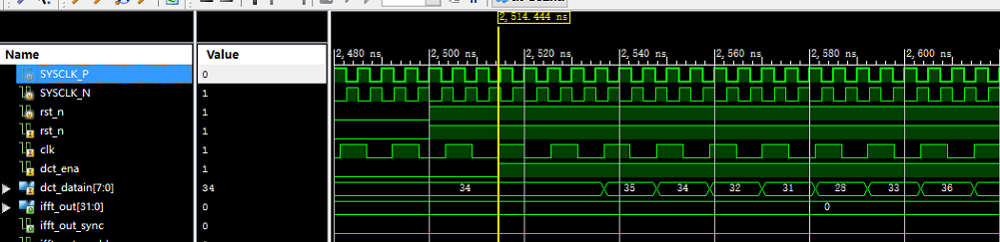 2,514.444 ns
Name
Value
2,480 ns
2,500 ns
2,520 ns
2,540 ns
2,560 ns
2,580 ns
2,600 ns
SYSCLK_P
0
SYSCLK_N
1
rst_n
1
rst_n
1
clk
1
dct_ena
1
dct_datain[7:0]
34
34
35
34
32
31
28
33
36
ifft_out[31:0]
0
0
ifft_out_sync
0